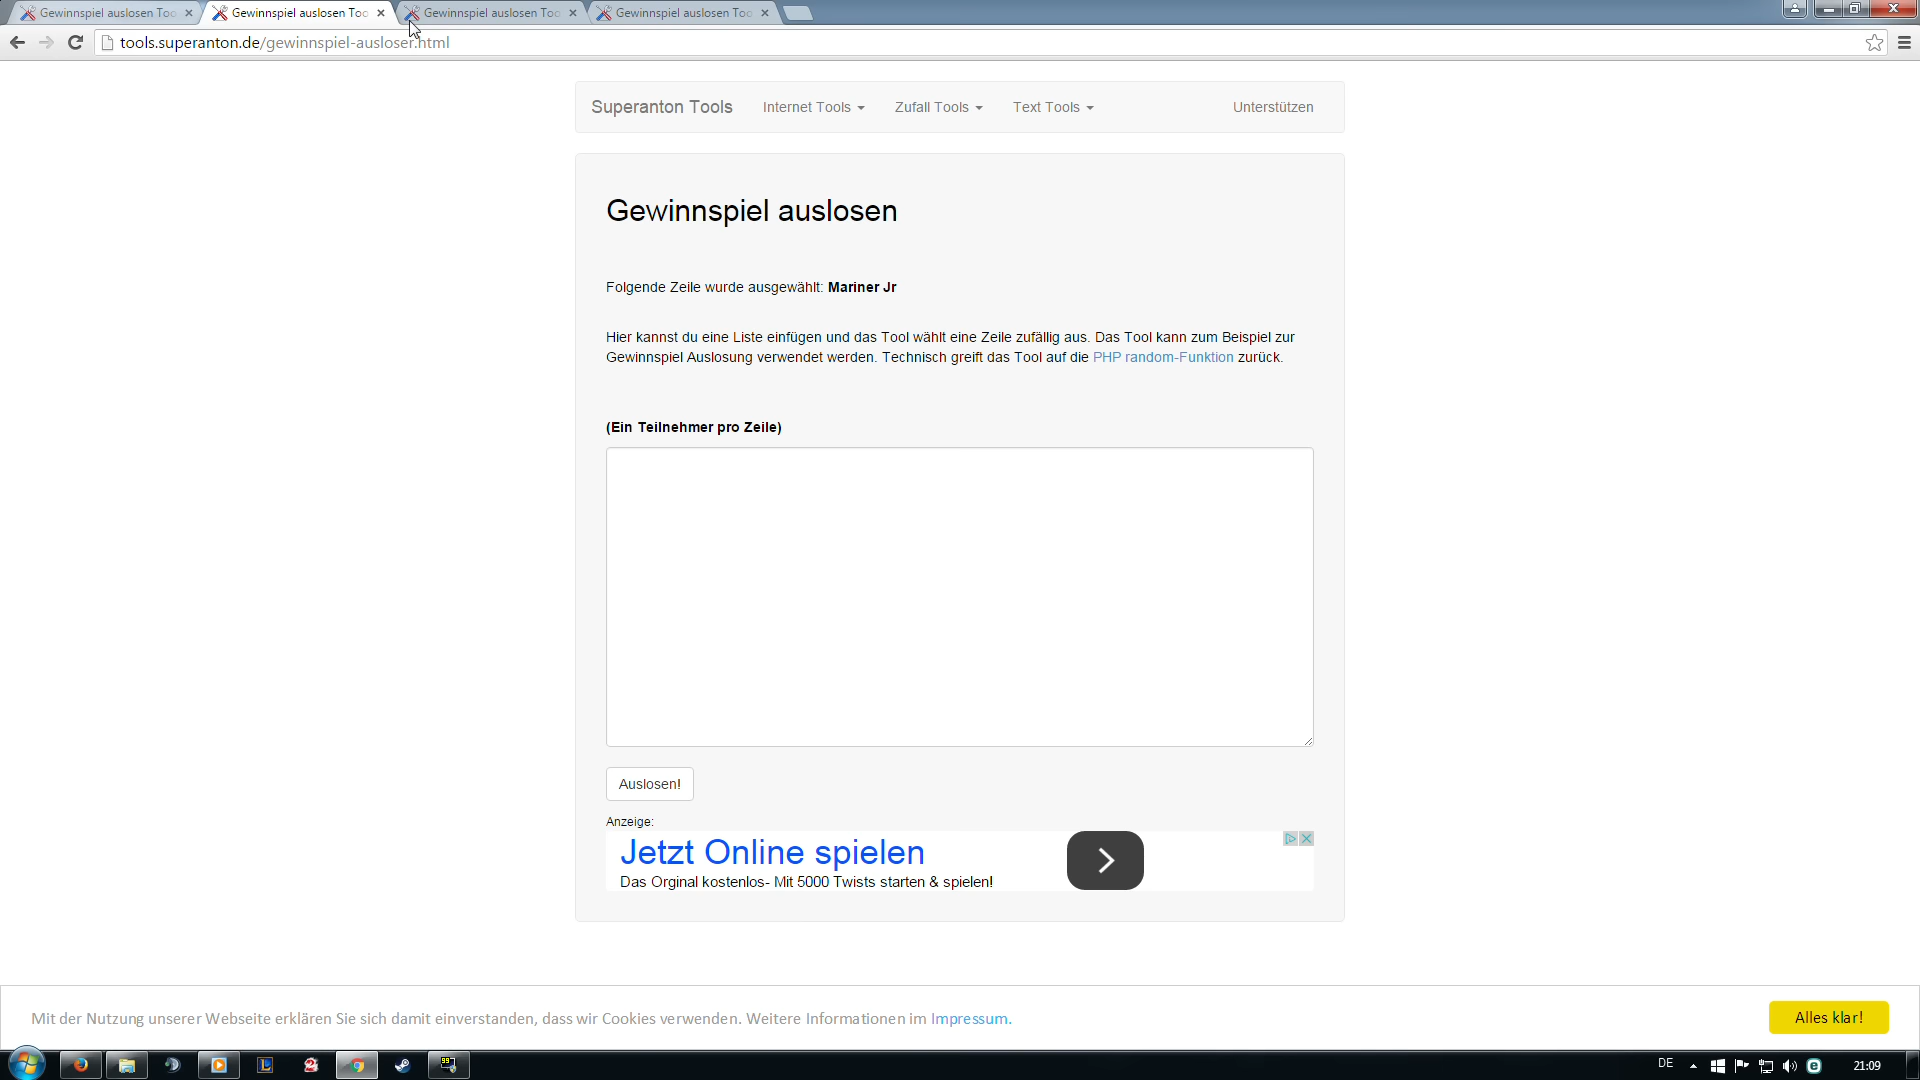 Gewinnspiel auslosen Too
Gewinnspiel auslosen Too
Gewinnspiel auslosen Too
Gewinnspiel auslosen Too
tools.superanton.de/gewinnspiel-ausloser.html
Superanton Tools
Internet Tools
Zufall Tools
Text Tools
Unterstützen
Gewinnspiel auslosen
Folgende Zeile wurde ausgewählt: Mariner Jr
Hier kannst du eine Liste einfügen und das Tool wählt eine Zeile zufällig aus. Das Tool kann zum Beispiel zur
Gewinnspiel Auslosung verwendet werden. Technisch greift das Tool auf die PHP random-Funktion zurück.
(Ein Teilnehmer pro Zeile)
Auslosen!
Anzeige:
Jetzt Online spielen
Das Orginal kostenlos- Mit 5000 Twists starten & spielen!
Mit der Nutzung unserer Webseite erklären Sie sich damit einverstanden, dass wir Cookies verwenden. Weitere Informationen im Impressum.
Alles klar!
99
DE
21:09